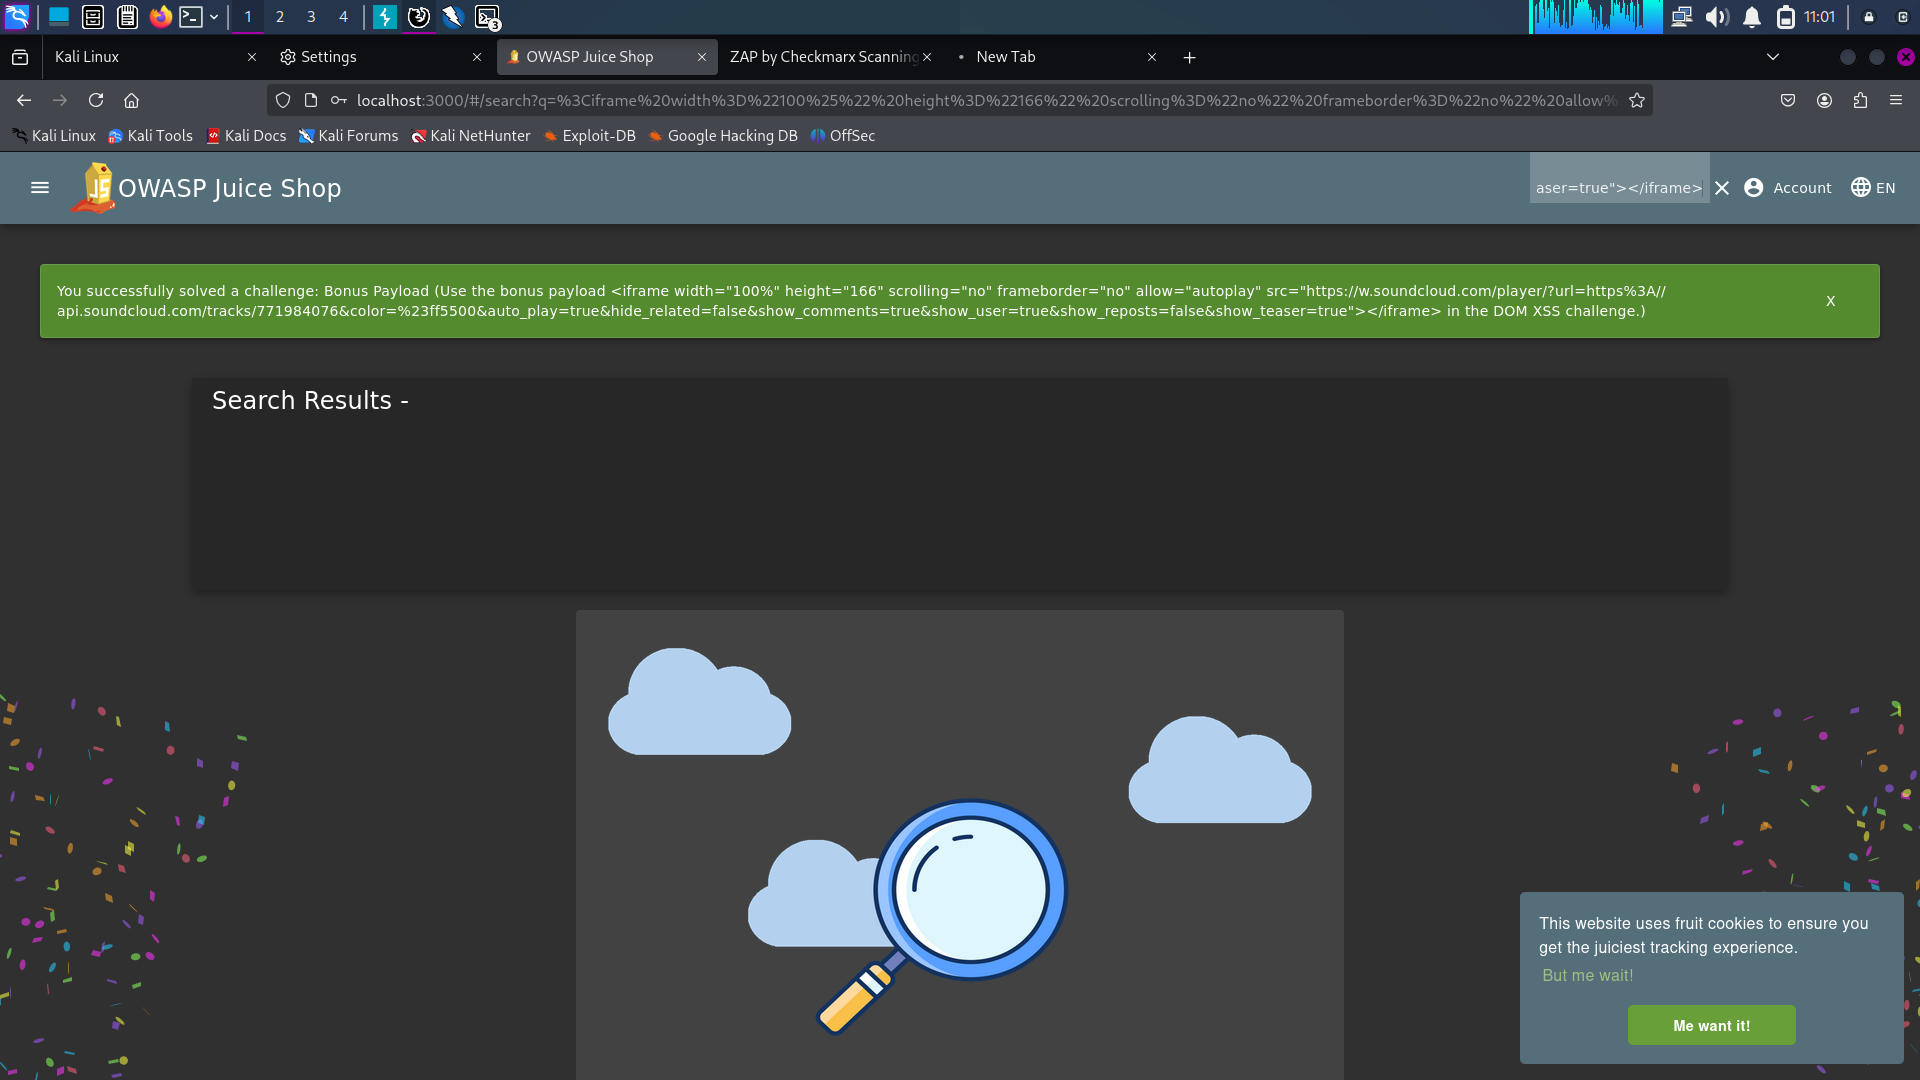 1 2 3 4 3 11:01
Kali Linux Settings OWASP Juice Shop ZAP by Checkmarx Scanning New Tab
localhost:3000/#/search?q=%3Ciframe%20width%3D%22100%25%22%20height%3D%22166%22%20scrolling%3D%22no%22%20frameborder%3D%22no%22%20allow%
Kali Linux Kali Tools Kali Docs Kali Forums Kali NetHunter Exploit-DB Google Hacking DB OffSec
OWASP Juice Shop aser=true"></iframe> Account EN
You successfully solved a challenge: Bonus Payload (Use the bonus payload <iframe width="100%" height="166" scrolling="no" frameborder="no" allow="autoplay" src="https://w.soundcloud.com/player/?url=https%3A//
api.soundcloud.com/tracks/771984076&color=%23ff5500&auto_play=true&hide_related=false&show_comments=true&show_user=true&show_reposts=false&show_teaser=true"></iframe> in the DOM XSS challenge.)
X
Search Results -
This website uses fruit cookies to ensure you
get the juiciest tracking experience.
But me wait!
Me want it!